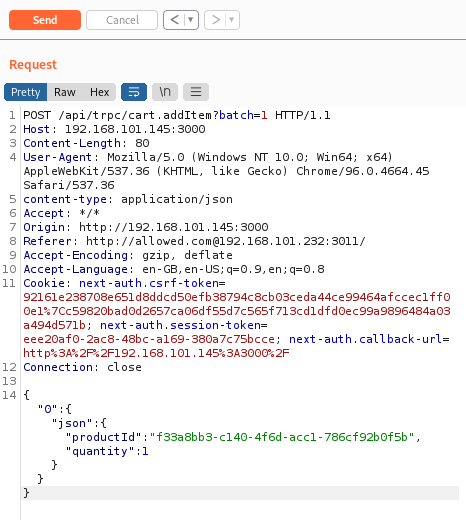 Send Cancel < ▼ > ▼
Request
Pretty Raw Hex \n
1 POST /api/trpc/cart.addItem?batch=1 HTTP/1.1
2 Host: 192.168.101.145:3000
3 Content-Length: 80
4 User-Agent: Mozilla/5.0 (Windows NT 10.0; Win64; x64)
AppleWebKit/537.36 (KHTML, like Gecko) Chrome/96.0.4664.45
Safari/537.36
5 content-type: application/json
6 Accept: */*
7 Origin: http://192.168.101.145:3000
8 Referer: http://allowed.com@192.168.101.232:3011/
9 Accept-Encoding: gzip, deflate
10 Accept-Language: en-GB,en-US;q=0.9,en;q=0.8
11 Cookie: next-auth.csrf-token=
92161e238708e651d8ddcd50efb38794c8cb03ceda44ce99464afccec1ff0
0e1%7Cc59820bad0d2657ca06df55d7c565f713cd1dfd0ec99a9896484a03
a494d571b; next-auth.session-token=
eee20af0-2ac8-48bc-a169-380a7c75bcce; next-auth.callback-url=
http%3A%2F%2F192.168.101.145%3A3000%2F
12 Connection: close
13
14 {
"0":{
"json":{
"productId":"f33a8bb3-c140-4f6d-acc1-786cf92b0f5b",
"quantity":1
}
}
}